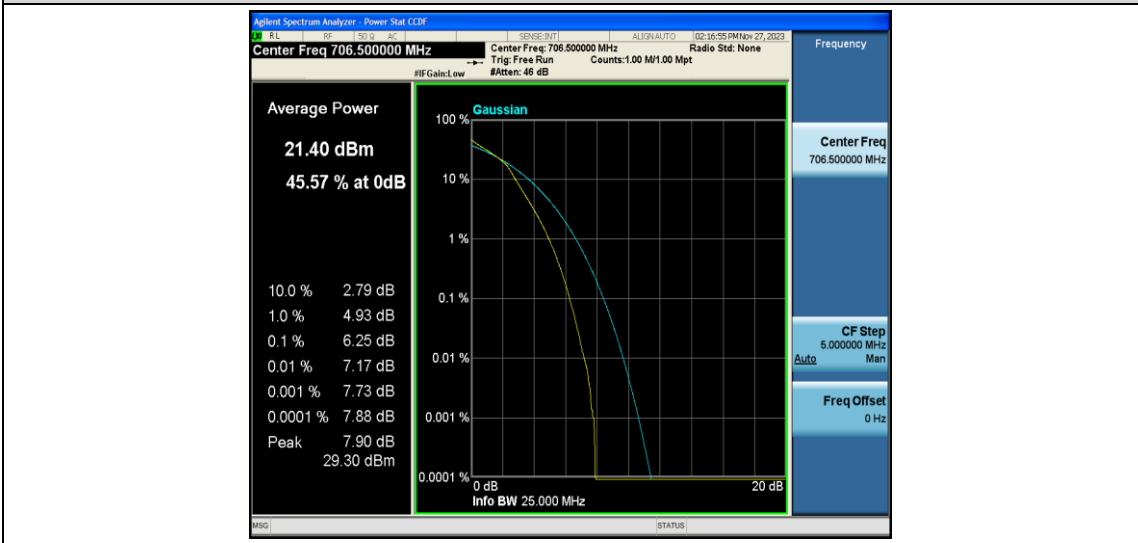 Agilent Spectrum Analyzer - Power Stat CCDF
LXI RL RF 50 Ω AC SENSE:INT ALIGNAUTO 02:16:55 PM Nov 27, 2023
Center Freq 706.500000 MHz
Center Freq: 706.500000 MHz Radio Std: None
Trig: Free Run Counts:1.00 M/1.00 Mpt
#IFGain:Low #Atten: 46 dB
Frequency
Average Power
21.40 dBm
45.57 % at 0dB
10.0 % 2.79 dB
1.0 % 4.93 dB
0.1 % 6.25 dB
0.01 % 7.17 dB
0.001 % 7.73 dB
0.0001 % 7.88 dB
Peak 7.90 dB
29.30 dBm
Gaussian
100 %
10 %
1 %
0.1 %
0.01 %
0.001 %
0.0001 %
0 dB 20 dB
Info BW 25.000 MHz
Center Freq
706.500000 MHz
CF Step
5.000000 MHz
Auto Man
Freq Offset
0 Hz
MSG STATUS